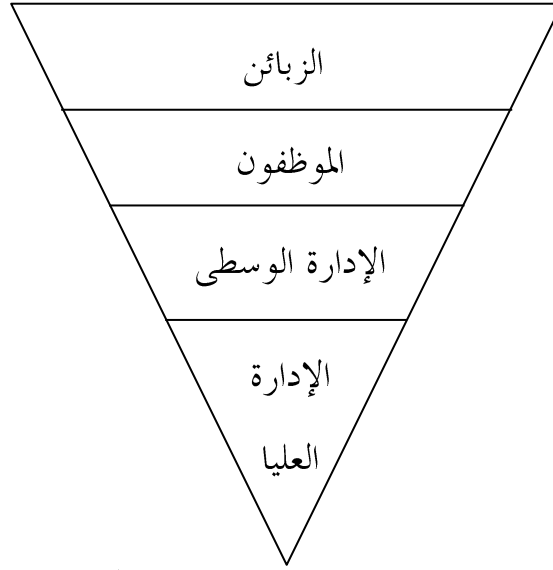 الزبائن
الموظفون
الإدارة الوسطى
الإدارة
العليا